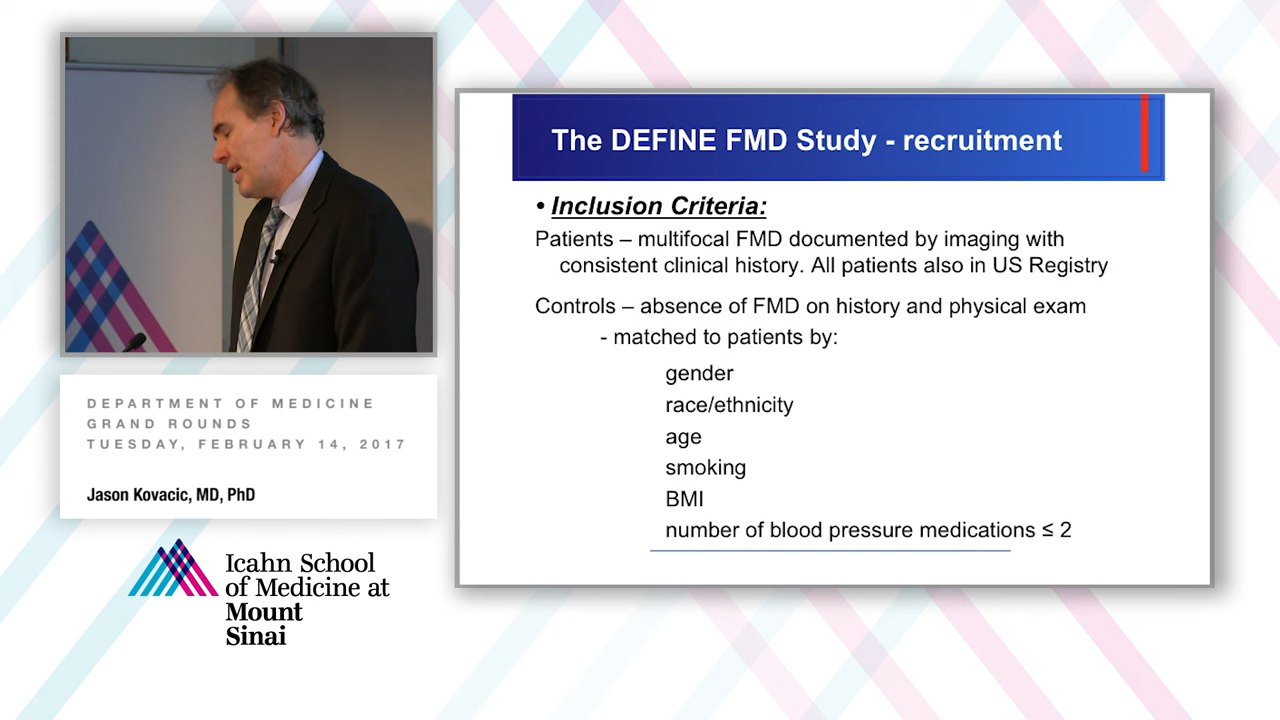 The DEFINE FMD Study - recruitment
• Inclusion Criteria:
Patients – multifocal FMD documented by imaging with
consistent clinical history. All patients also in US Registry
Controls – absence of FMD on history and physical exam
- matched to patients by:
gender
race/ethnicity
age
smoking
BMI
number of blood pressure medications ≤ 2
DEPARTMENT OF MEDICINE
GRAND ROUNDS
TUESDAY, FEBRUARY 14, 2017
Jason Kovacic, MD, PhD
Icahn School
of Medicine at
Mount
Sinai